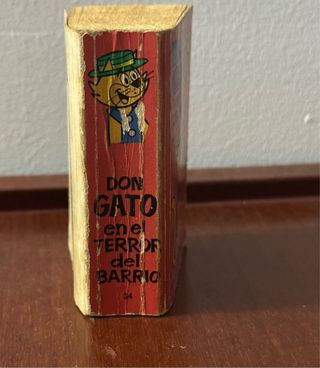 DON
GATO
en el
TERROR
del
BARRIO
34